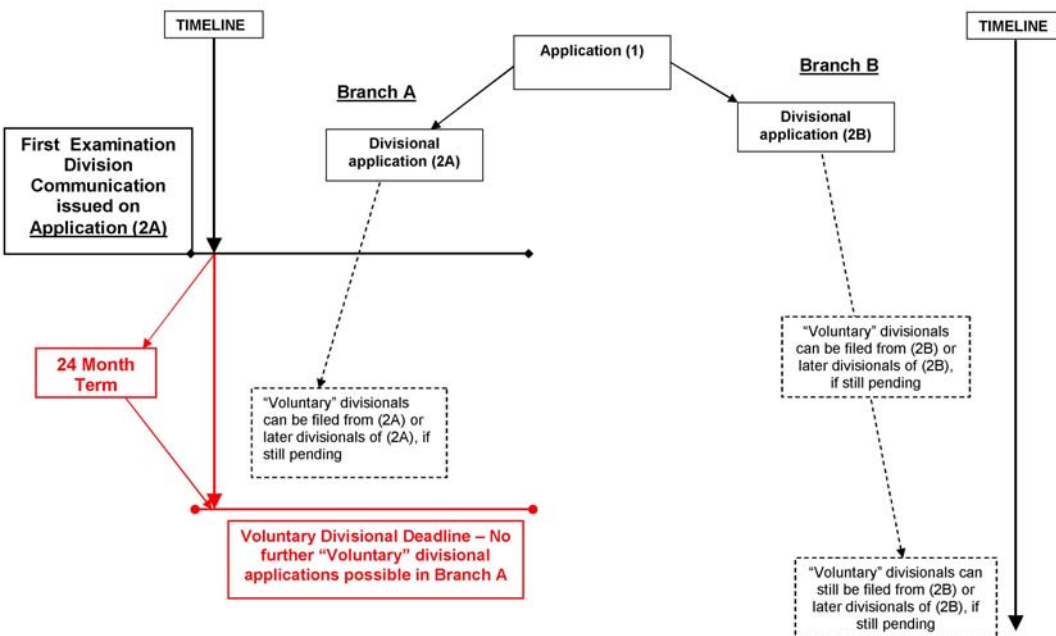 TIMELINE
Application (1)
TIMELINE
Branch A
Branch B
Divisional
application (2A)
Divisional
application (2B)
First Examination
Division
Communication
issued on
Application (2A)
24 Month
Term
"Voluntary" divisionals
can be filed from (2A) or
later divisionals of (2A), if
still pending
"Voluntary" divisionals
can be filed from (2B) or
later divisionals of (2B),
if still pending
Voluntary Divisional Deadline – No
further "Voluntary" divisional
applications possible in Branch A
"Voluntary" divisionals can
still be filed from (2B) or
later divisionals of (2B), if
still pending